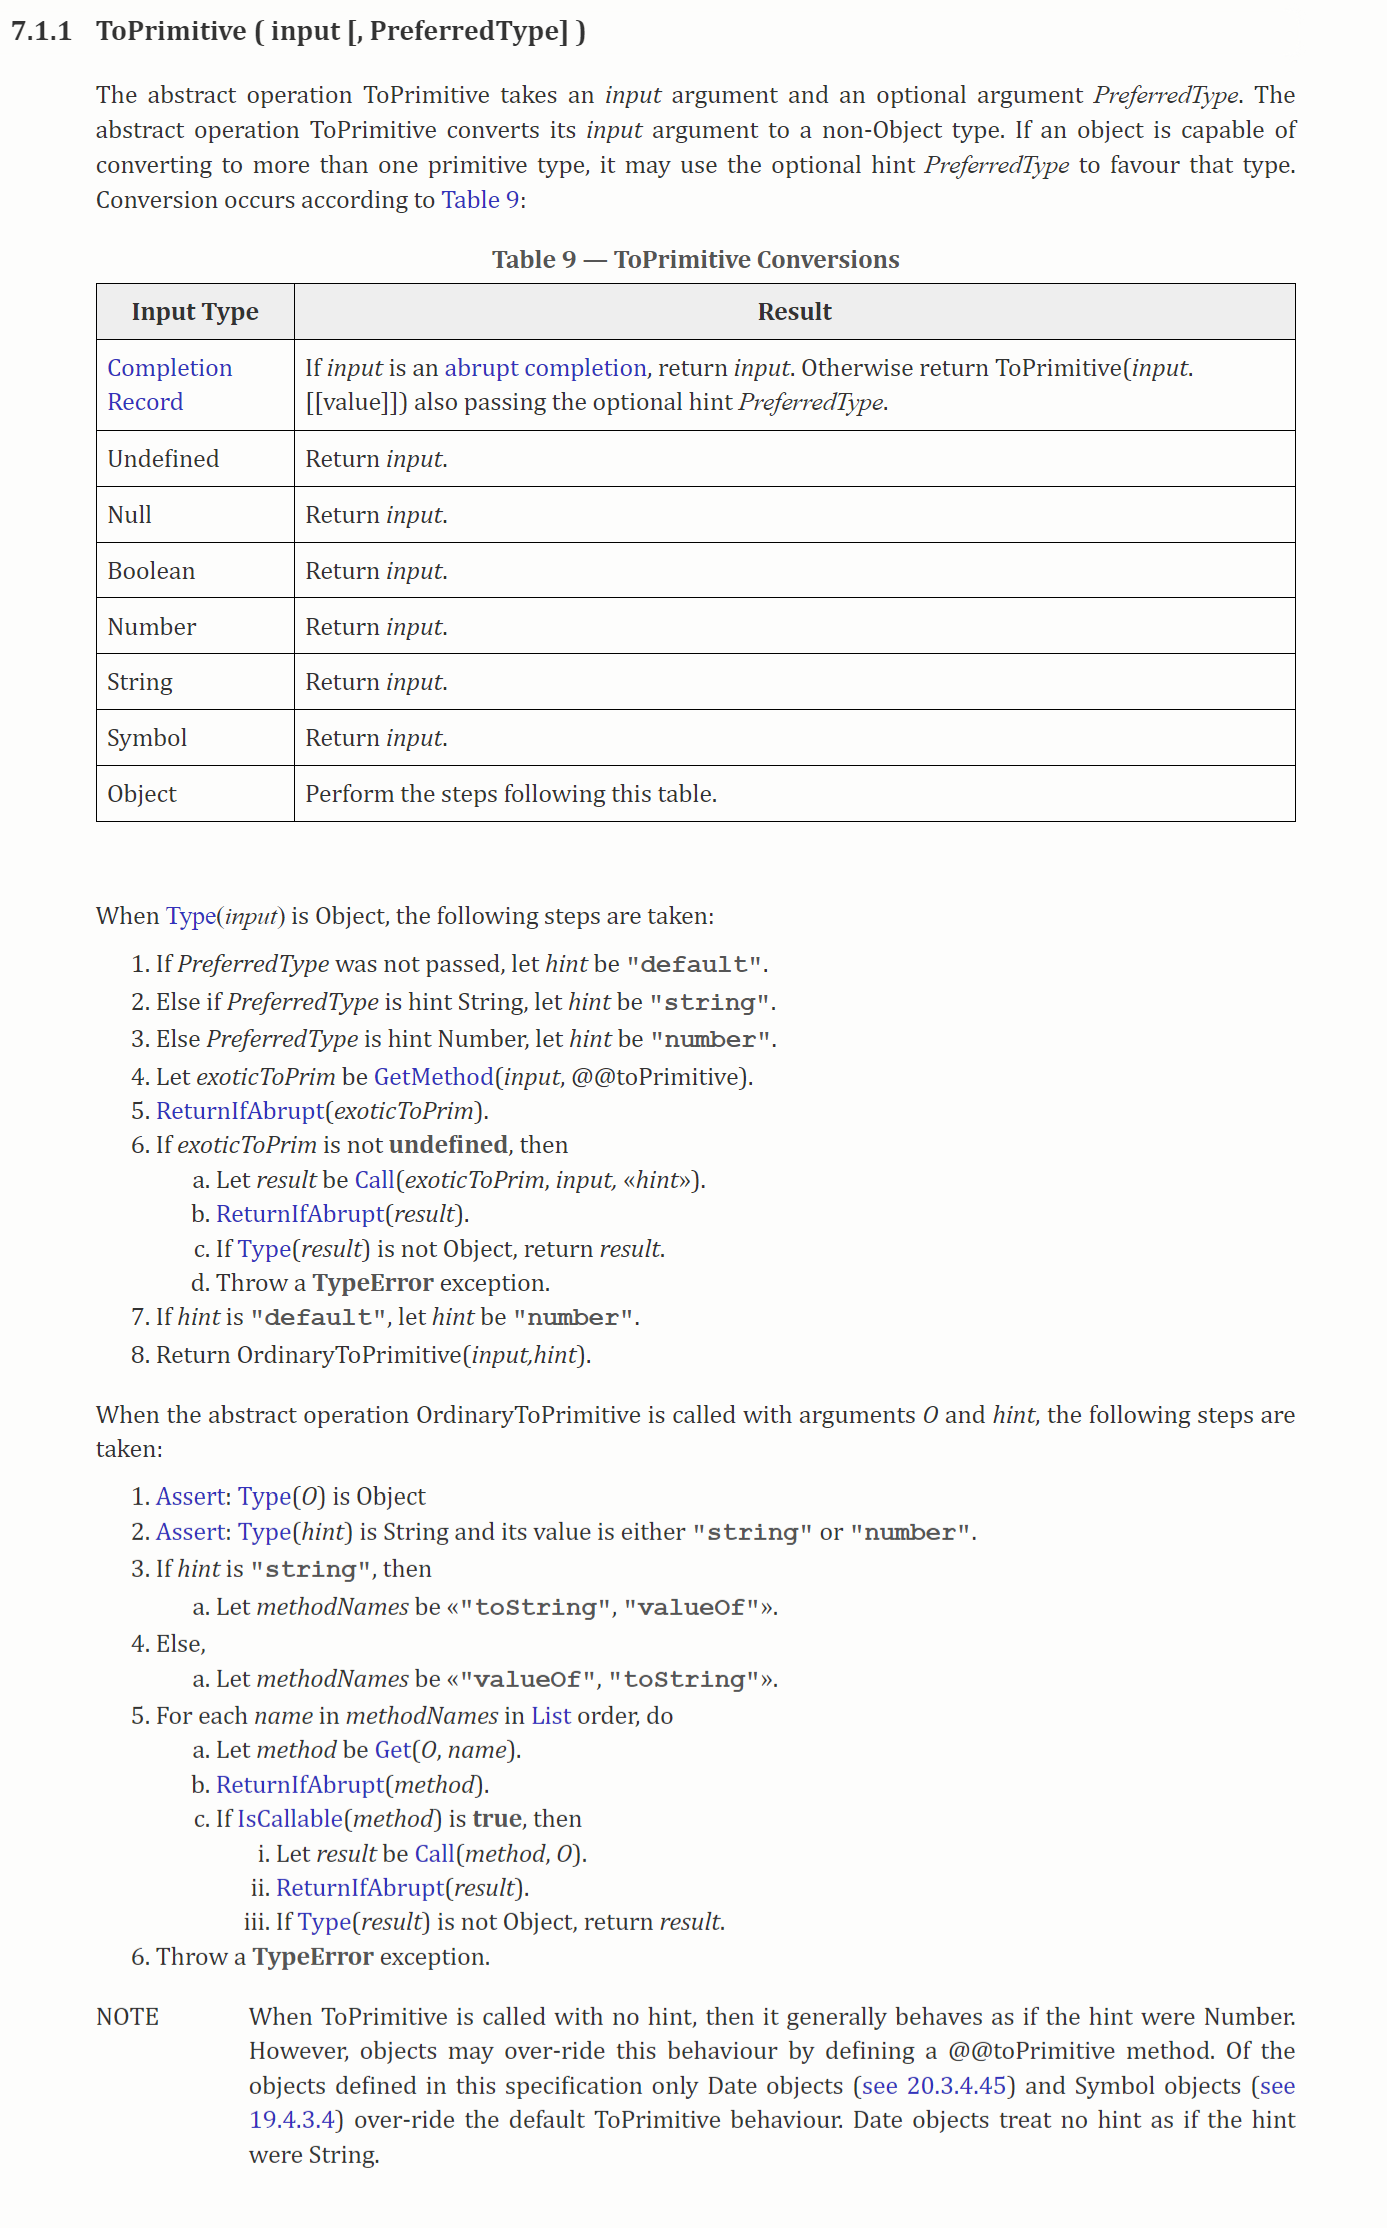 7.1.1 ToPrimitive ( input [, PreferredType] )
The abstract operation ToPrimitive takes an input argument and an optional argument PreferredType. The
abstract operation ToPrimitive converts its input argument to a non-Object type. If an object is capable of
converting to more than one primitive type, it may use the optional hint PreferredType to favour that type.
Conversion occurs according to Table 9:
Table 9 — ToPrimitive Conversions
Input Type Result
Completion Record If input is an abrupt completion, return input. Otherwise return ToPrimitive(input.
[[value]]) also passing the optional hint PreferredType.
Undefined Return input.
Null Return input.
Boolean Return input.
Number Return input.
String Return input.
Symbol Return input.
Object Perform the steps following this table.
When Type(input) is Object, the following steps are taken:
1. If PreferredType was not passed, let hint be "default".
2. Else if PreferredType is hint String, let hint be "string".
3. Else PreferredType is hint Number, let hint be "number".
4. Let exoticToPrim be GetMethod(input, @@toPrimitive).
5. ReturnIfAbrupt(exoticToPrim).
6. If exoticToPrim is not undefined, then
a. Let result be Call(exoticToPrim, input, «hint»).
b. ReturnIfAbrupt(result).
c. If Type(result) is not Object, return result.
d. Throw a TypeError exception.
7. If hint is "default", let hint be "number".
8. Return OrdinaryToPrimitive(input,hint).
When the abstract operation OrdinaryToPrimitive is called with arguments O and hint, the following steps are
taken:
1. Assert: Type(O) is Object
2. Assert: Type(hint) is String and its value is either "string" or "number".
3. If hint is "string", then
a. Let methodNames be «"toString", "valueOf"».
4. Else,
a. Let methodNames be «"valueOf", "toString"».
5. For each name in methodNames in List order, do
a. Let method be Get(O, name).
b. ReturnIfAbrupt(method).
c. If IsCallable(method) is true, then
i. Let result be Call(method, O).
ii. ReturnIfAbrupt(result).
iii. If Type(result) is not Object, return result.
6. Throw a TypeError exception.
NOTE When ToPrimitive is called with no hint, then it generally behaves as if the hint were Number.
However, objects may over-ride this behaviour by defining a @@toPrimitive method. Of the
objects defined in this specification only Date objects (see 20.3.4.45) and Symbol objects (see
19.4.3.4) over-ride the default ToPrimitive behaviour. Date objects treat no hint as if the hint
were String.